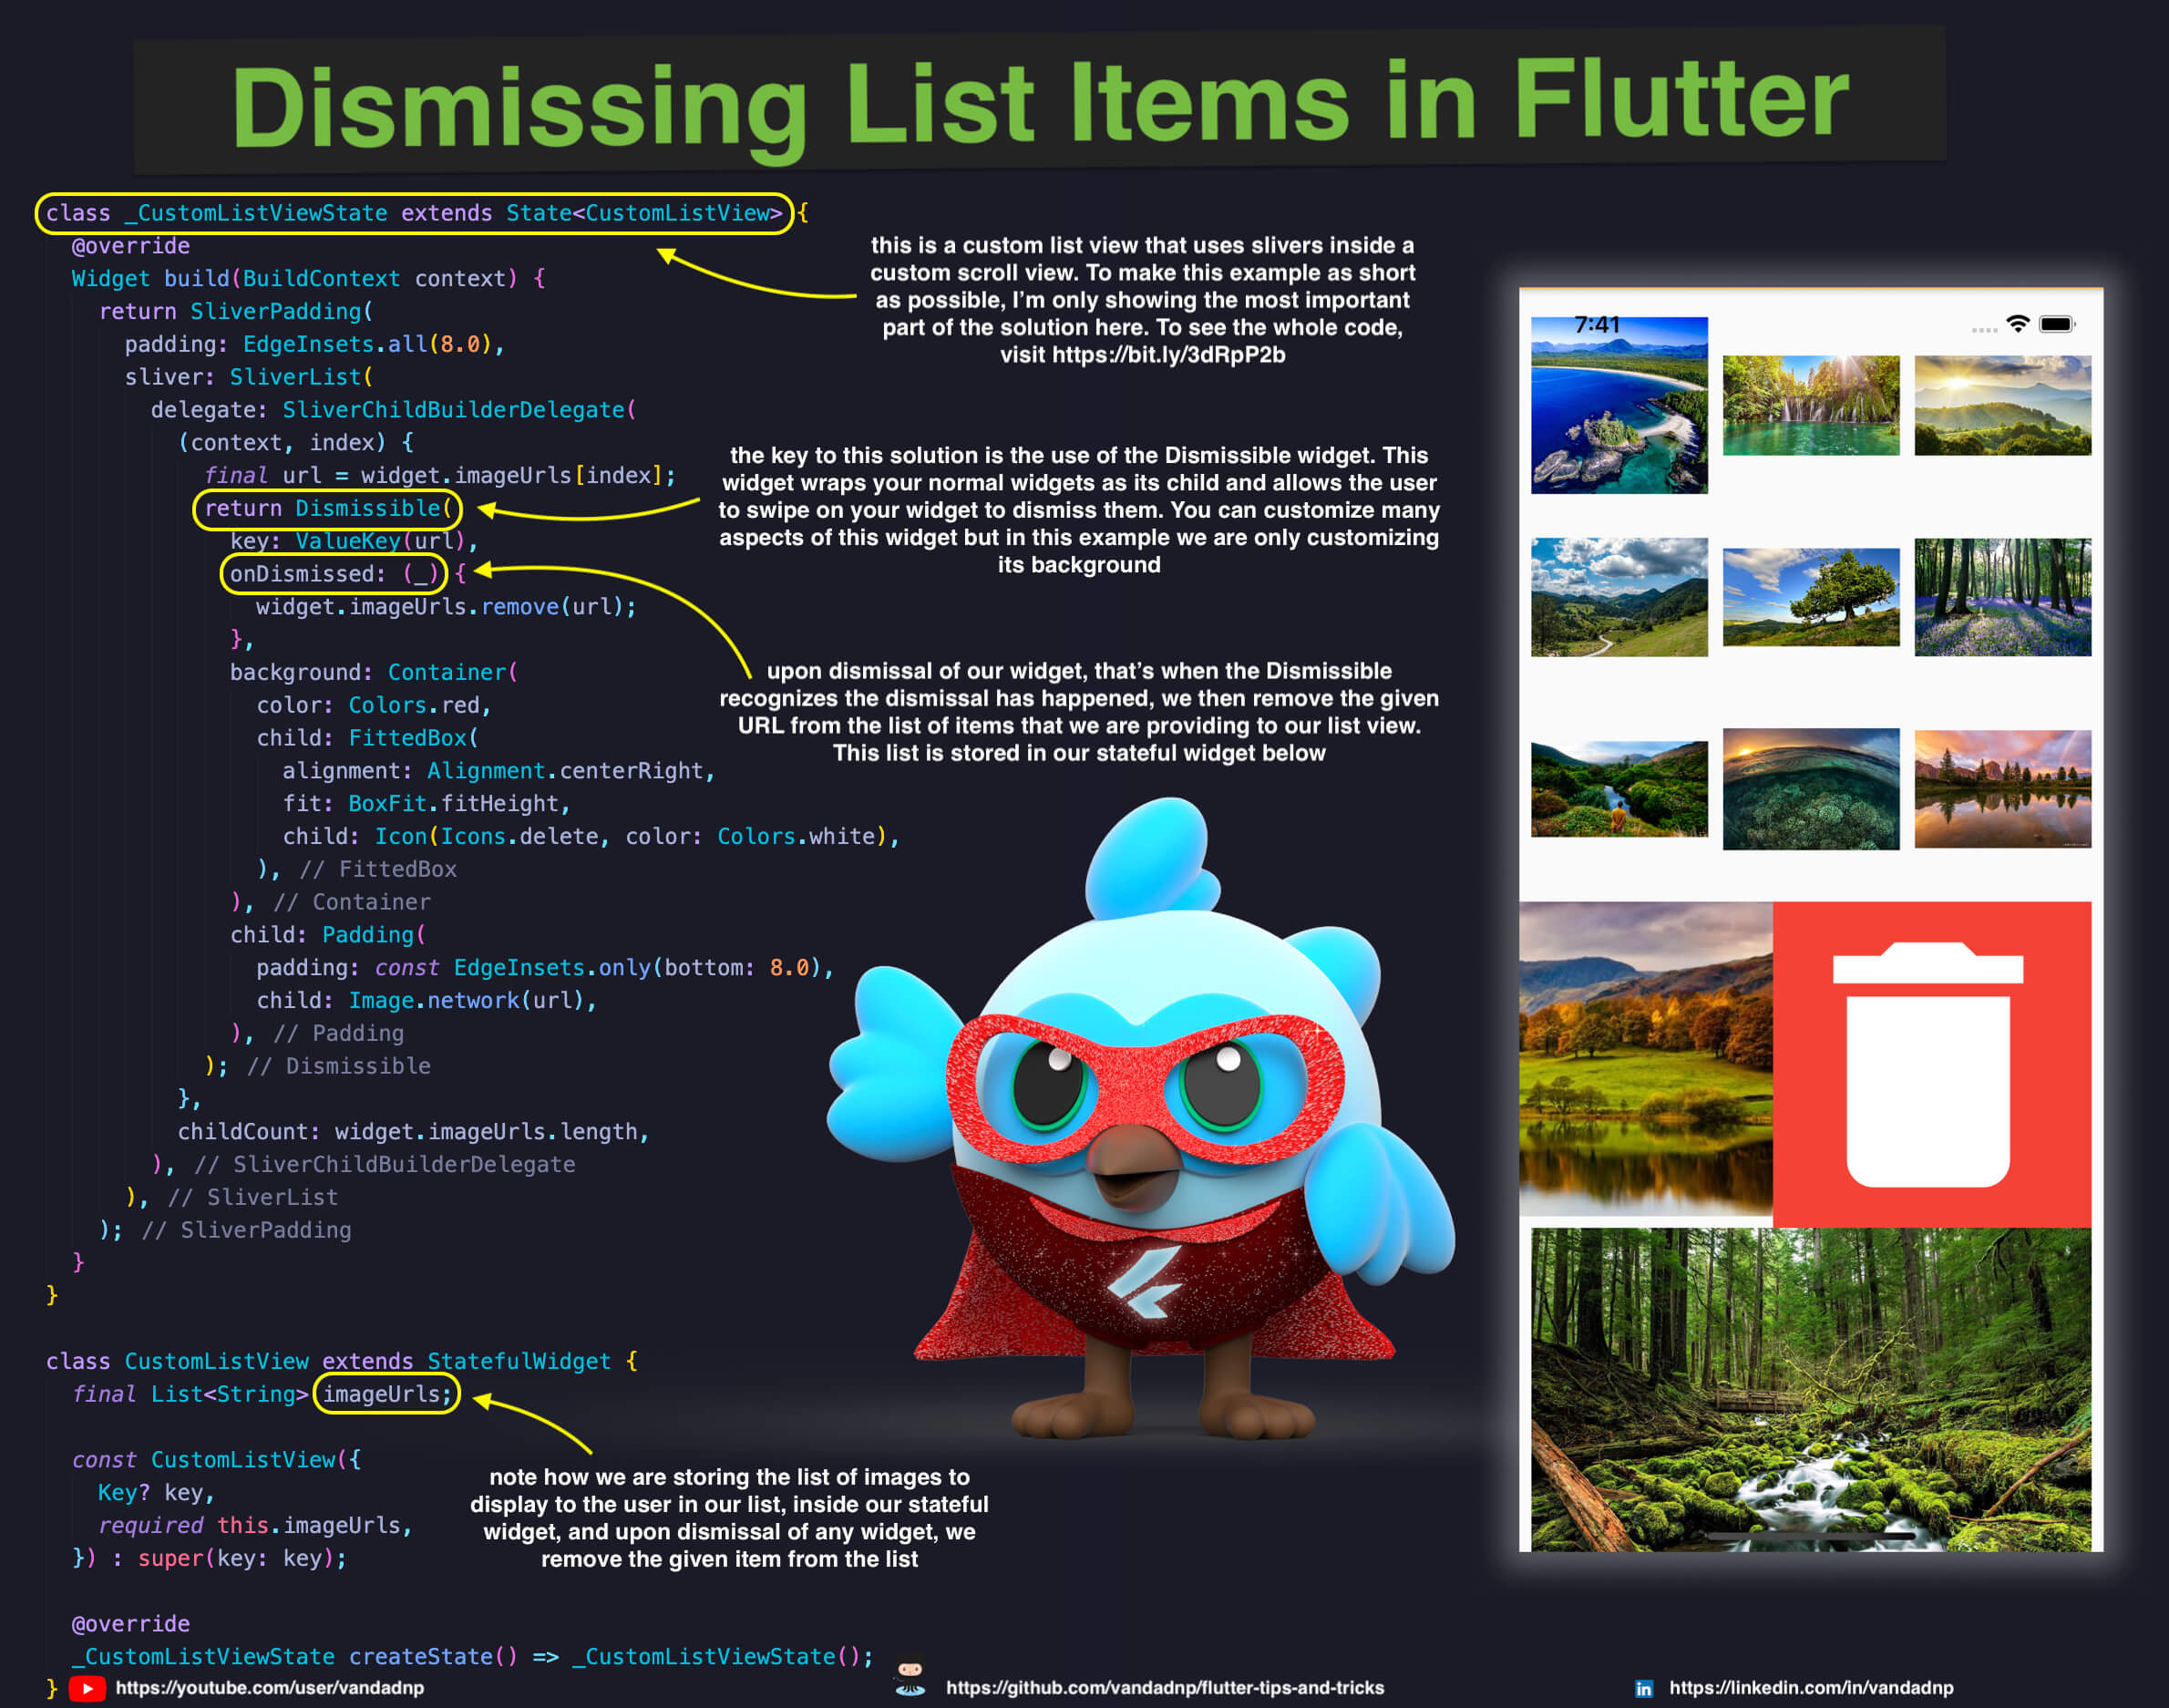 Dismissing List Items in Flutter
class _CustomListViewState extends State<CustomListView> {
@override
Widget build(BuildContext context) {
return SliverPadding(
padding: EdgeInsets.all(8.0),
sliver: SliverList(
delegate: SliverChildBuilderDelegate(
(context, index) {
final url = widget.imageUrls[index];
return Dismissible(
key: ValueKey(url),
onDismissed: (_) {
widget.imageUrls.remove(url);
},
background: Container(
color: Colors.red,
child: FittedBox(
alignment: Alignment.centerRight,
fit: BoxFit.fitHeight,
child: Icon(Icons.delete, color: Colors.white),
), // FittedBox
), // Container
child: Padding(
padding: const EdgeInsets.only(bottom: 8.0),
child: Image.network(url),
), // Padding
); // Dismissible
},
childCount: widget.imageUrls.length,
), // SliverChildBuilderDelegate
), // SliverList
); // SliverPadding
}
}
class CustomListView extends StatefulWidget {
final List<String> imageUrls;
const CustomListView({
Key? key,
required this.imageUrls,
}) : super(key: key);
@override
_CustomListViewState createState() => _CustomListViewState();
}
this is a custom list view that uses slivers inside a
custom scroll view. To make this example as short
as possible, I'm only showing the most important
part of the solution here. To see the whole code,
visit https://bit.ly/3dRpP2b
the key to this solution is the use of the Dismissible widget. This
widget wraps your normal widgets as its child and allows the user
to swipe on your widget to dismiss them. You can customize many
aspects of this widget but in this example we are only customizing
its background
upon dismissal of our widget, that's when the Dismissible
recognizes the dismissal has happened, we then remove the given
URL from the list of items that we are providing to our list view.
This list is stored in our stateful widget below
note how we are storing the list of images to
display to the user in our list, inside our stateful
widget, and upon dismissal of any widget, we
remove the given item from the list
7:41
https://youtube.com/user/vandadnp
https://github.com/vandadnp/flutter-tips-and-tricks
in
https://linkedin.com/in/vandadnp